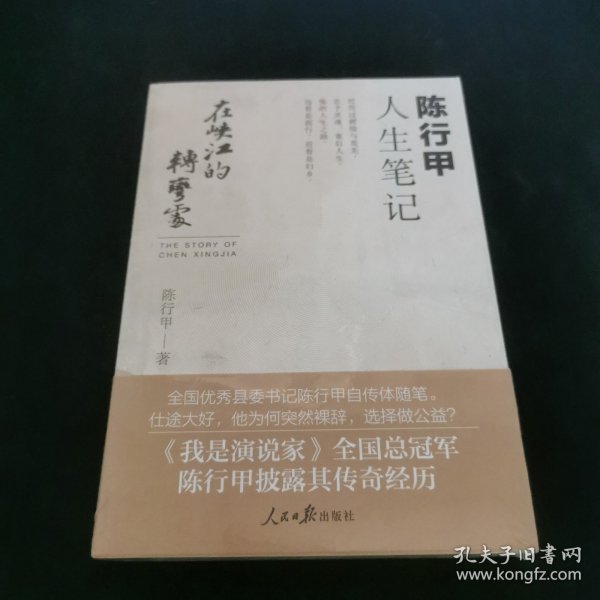 陈行甲
人生笔记
在峡江的
轉彎處
THE STORY OF
CHEN XINGJIA
陈行甲—著
全国优秀县委书记陈行甲自传体随笔。
仕途大好，他为何突然裸辞，选择做公益？
《我是演说家》全国总冠军
陈行甲披露其传奇经历
人民日报出版社
孔夫子旧书网
www.kongfz.com